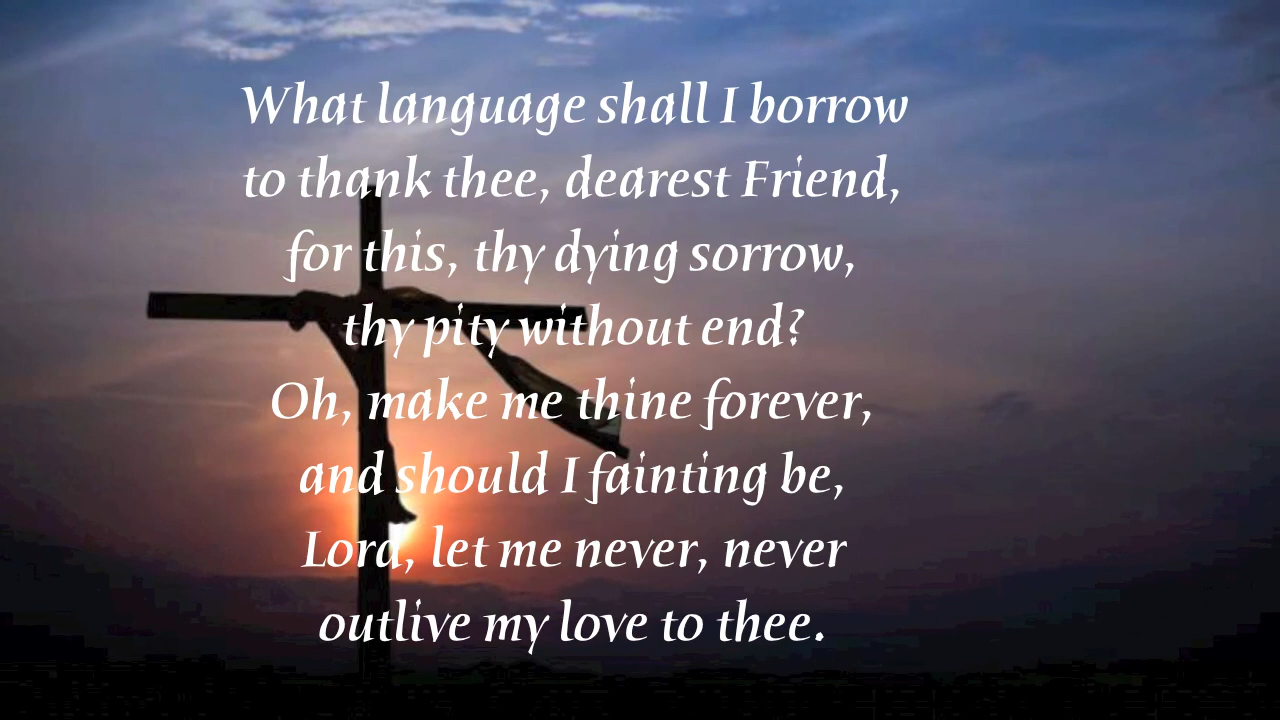 What language shall I borrow
to thank thee, dearest Friend,
for this, thy dying sorrow,
thy pity without end?
Oh, make me thine forever,
and should I fainting be,
Lord, let me never, never
outlive my love to thee.